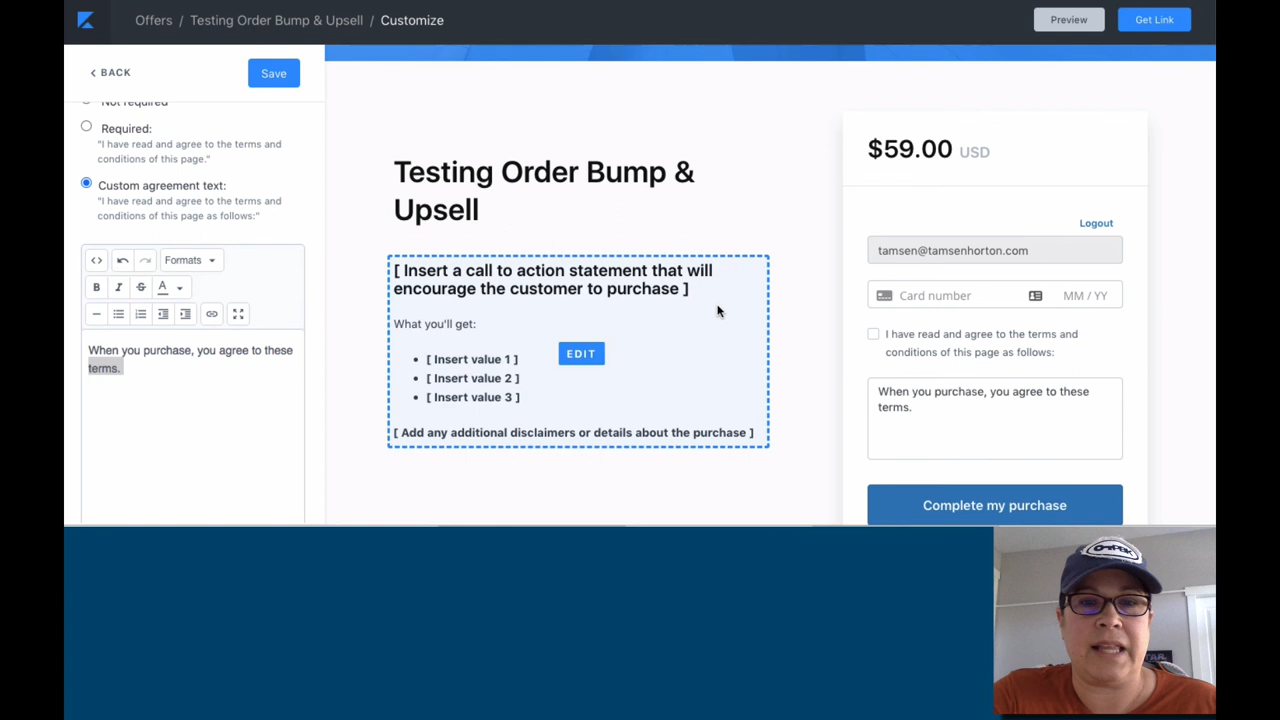 Offers / Testing Order Bump & Upsell / Customize
Preview
Get Link
BACK
Save
Not required
Required:
"I have read and agree to the terms and
conditions of this page."
Custom agreement text:
"I have read and agree to the terms and
conditions of this page as follows:"
Formats
B I S A
When you purchase, you agree to these
terms.
Testing Order Bump &
Upsell
[ Insert a call to action statement that will
encourage the customer to purchase ]
What you'll get:
• [ Insert value 1 ]
• [ Insert value 2 ]
• [ Insert value 3 ]
EDIT
[ Add any additional disclaimers or details about the purchase ]
$59.00 USD
Logout
tamsen@tamsenhorton.com
Card number
MM / YY
I have read and agree to the terms and
conditions of this page as follows:
When you purchase, you agree to these
terms.
Complete my purchase